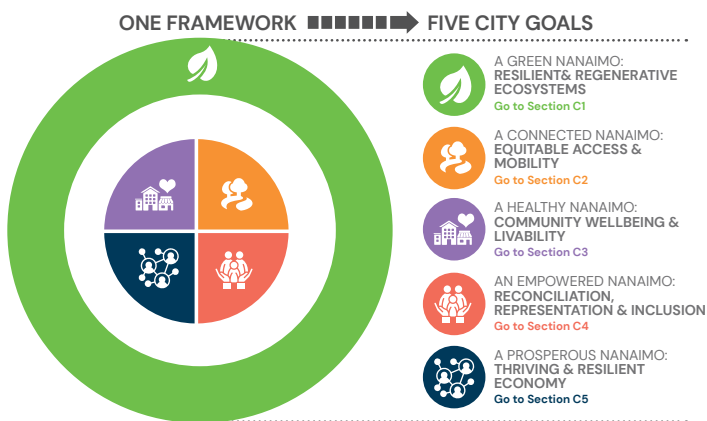 ONE FRAMEWORK FIVE CITY GOALS
A GREEN NANAIMO:
RESILIENT& REGENERATIVE
ECOSYSTEMS
Go to Section C1
A CONNECTED NANAIMO:
EQUITABLE ACCESS &
MOBILITY
Go to Section C2
A HEALTHY NANAIMO:
COMMUNITY WELLBEING &
LIVABILITY
Go to Section C3
AN EMPOWERED NANAIMO:
RECONCILIATION,
REPRESENTATION & INCLUSION
Go to Section C4
A PROSPEROUS NANAIMO:
THRIVING & RESILIENT
ECONOMY
Go to Section C5